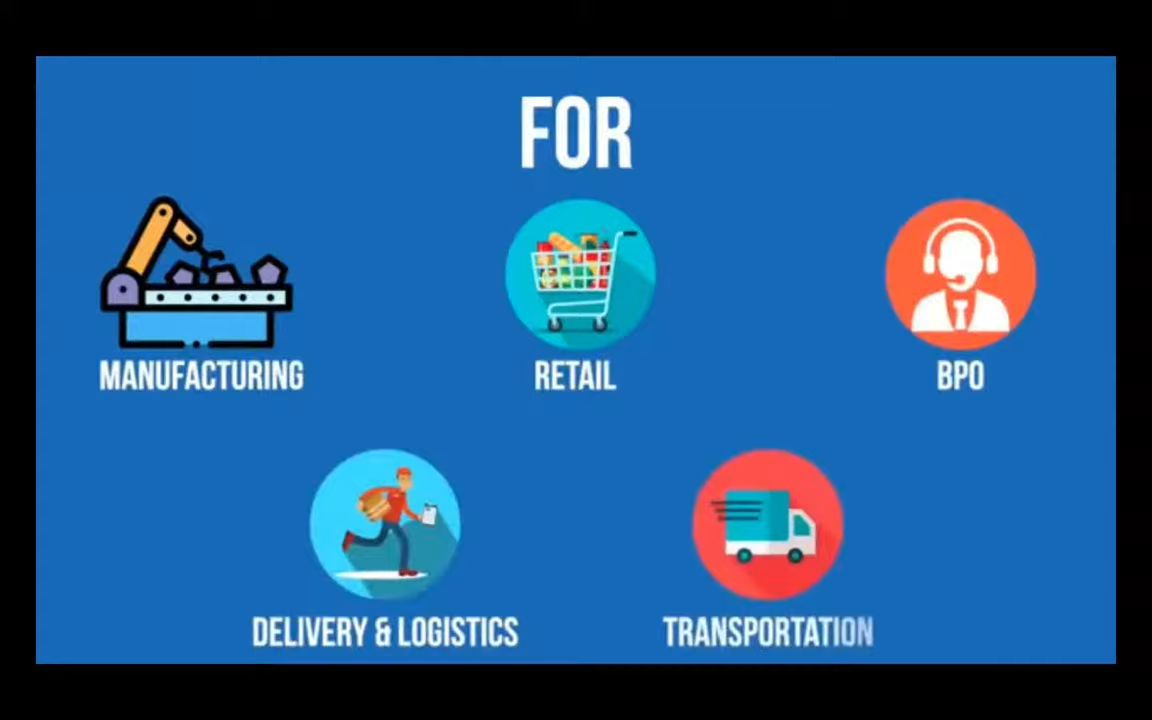 FOR
MANUFACTURING
RETAIL
BPO
DELIVERY & LOGISTICS
TRANSPORTATION